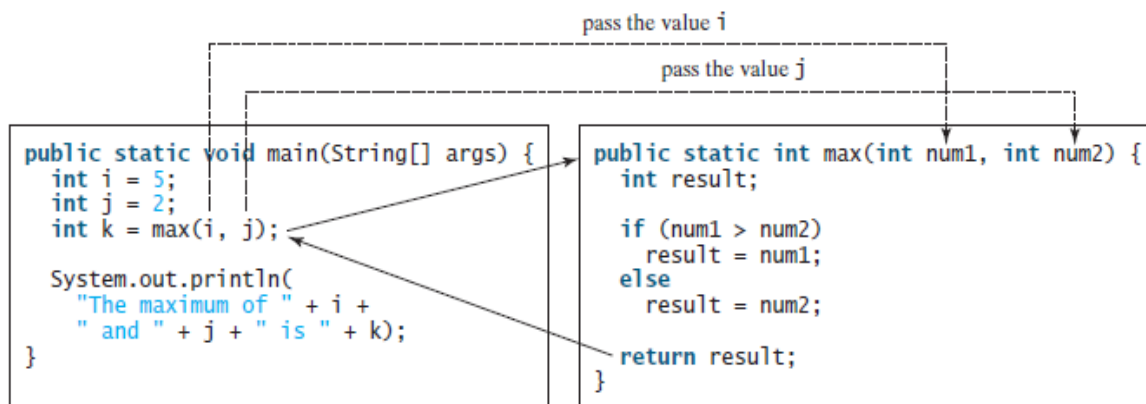 pass the value i
pass the value j
public static void main(String[] args) {
int i = 5;
int j = 2;
int k = max(i, j);
System.out.println(
"The maximum of " + i +
" and " + j + " is " + k);
}
public static int max(int num1, int num2) {
int result;
if (num1 > num2)
result = num1;
else
result = num2;
return result;
}